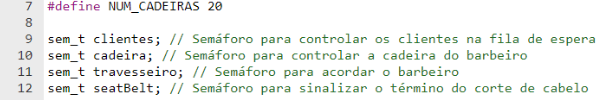 7 #define NUM_CADEIRAS 20
8
9 sem_t clientes; // Semáforo para controlar os clientes na fila de espera
10 sem_t cadeira; // Semáforo para controlar a cadeira do barbeiro
11 sem_t travesseiro; // Semáforo para acordar o barbeiro
12 sem_t seatBelt; // Semáforo para sinalizar o término do corte de cabelo